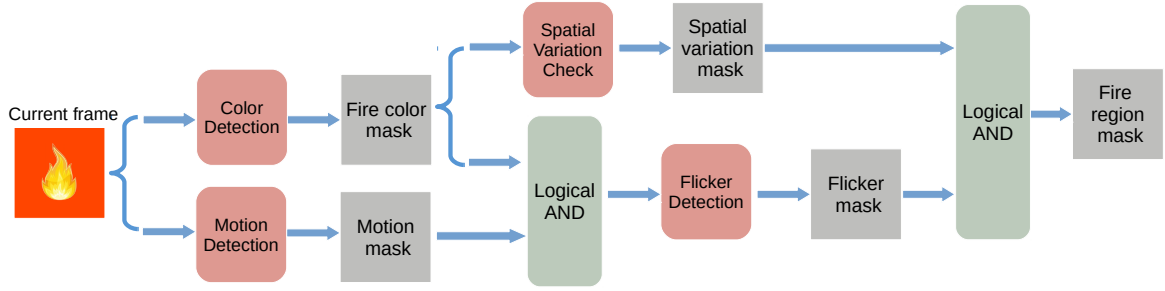 Current frame
Color
Detection
Fire color
mask
Motion
Detection
Motion
mask
Spatial
Variation
Check
Spatial
variation
mask
Logical
AND
Flicker
Detection
Flicker
mask
Logical
AND
Fire
region
mask